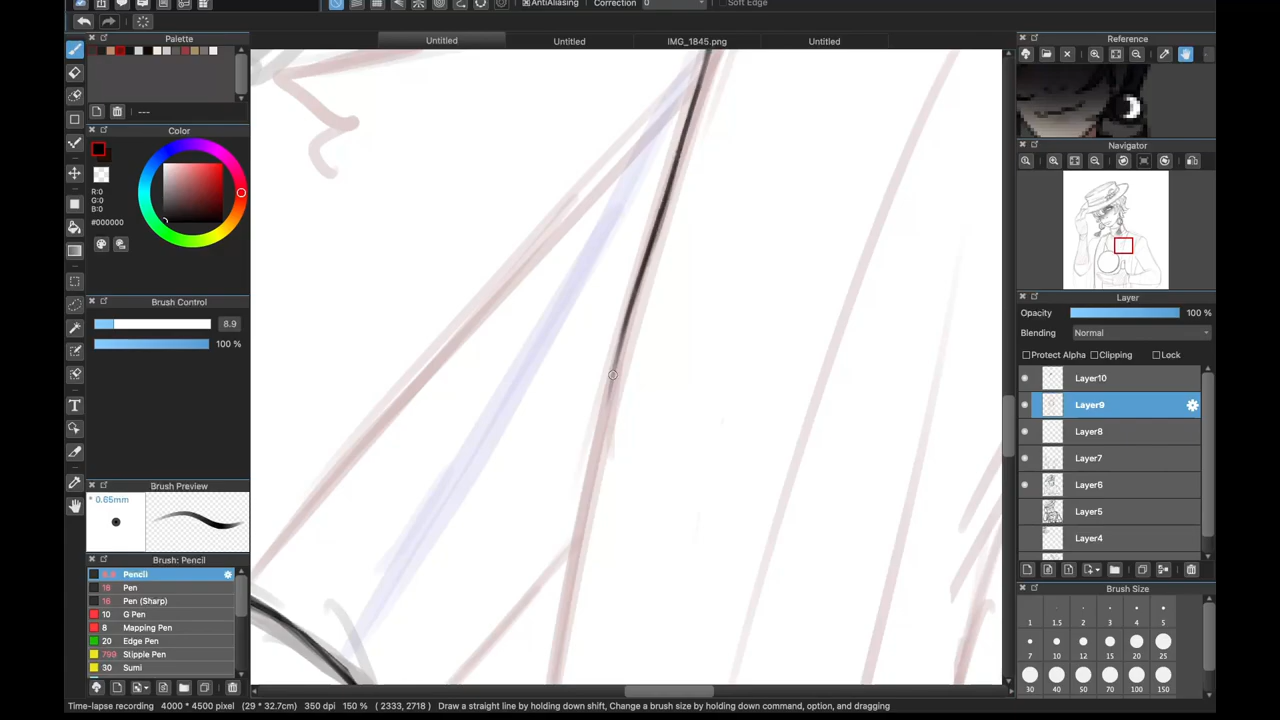 AntiAliasing Correction 0 Soft Edge
Palette
Untitled Untitled IMG_1845.png Untitled
Reference
---
Color
R:0
G:0
B:0
#000000
Navigator
Brush Control
8.9
100 %
Layer
Opacity 100 %
Blending Normal
Protect Alpha Clipping Lock
Layer10
Layer9
Layer8
Layer7
Layer6
Layer5
Layer4
Brush Preview
* 0.65mm
Brush: Pencil
Pencil
16 Pen
16 Pen (Sharp)
10 G Pen
8 Mapping Pen
20 Edge Pen
799 Stipple Pen
30 Sumi
Brush Size
1 1.5 2 3 4 5
7 10 12 15 20 25
30 40 50 70 100 150
Time-lapse recording 4000 * 4500 pixel (29 * 32.7cm) 350 dpi 150 % ( 2333, 2718 ) Draw a straight line by holding down shift, Change a brush size by holding down command, option, and dragging